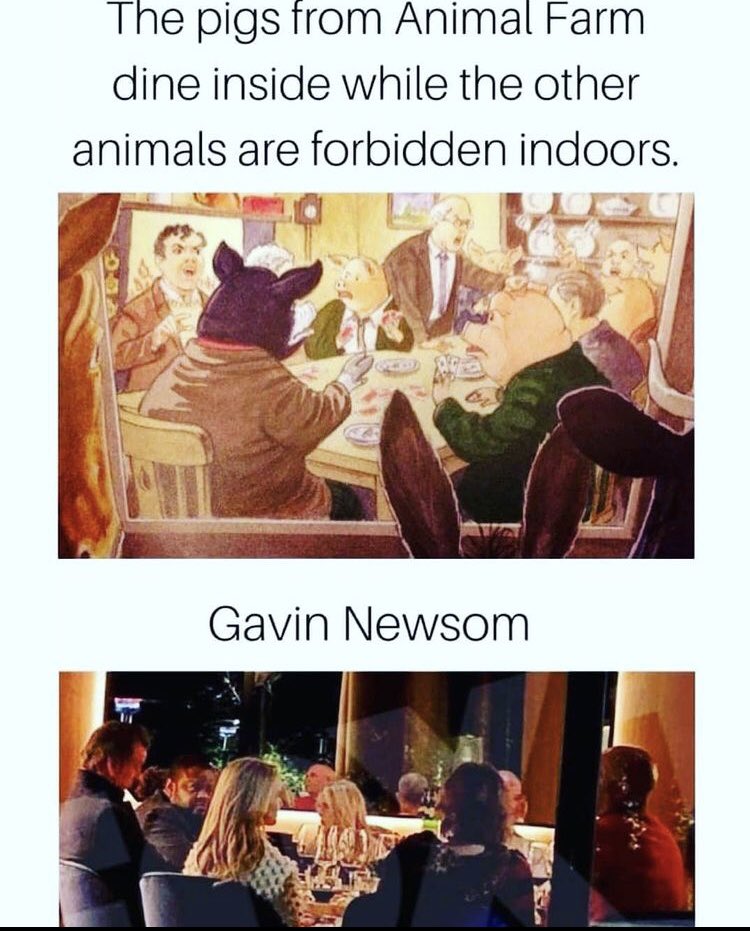 The pigs from Animal Farm
dine inside while the other
animals are forbidden indoors.
Gavin Newsom